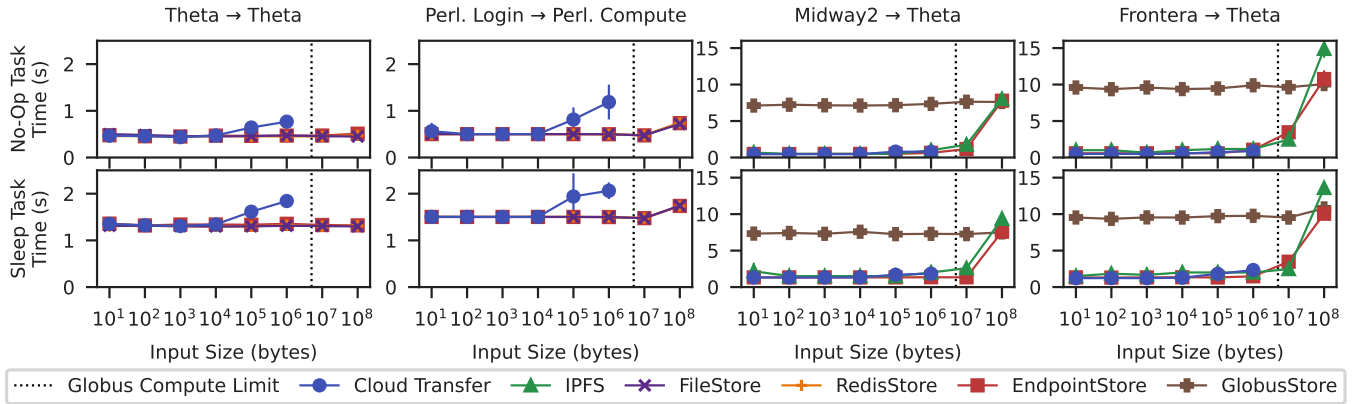 Theta → Theta
Perl. Login → Perl. Compute
Midway2 → Theta
Frontera → Theta
No-Op Task
Time (s)
2
1
0
2
1
0
15
10
5
0
15
10
5
0
Sleep Task
Time (s)
2
1
0
2
1
0
15
10
5
0
15
10
5
0
10¹ 10² 10³ 10⁴ 10⁵ 10⁶ 10⁷ 10⁸
10¹ 10² 10³ 10⁴ 10⁵ 10⁶ 10⁷ 10⁸
10¹ 10² 10³ 10⁴ 10⁵ 10⁶ 10⁷ 10⁸
10¹ 10² 10³ 10⁴ 10⁵ 10⁶ 10⁷ 10⁸
Input Size (bytes)
Input Size (bytes)
Input Size (bytes)
Input Size (bytes)
Globus Compute Limit Cloud Transfer IPFS FileStore RedisStore EndpointStore GlobusStore